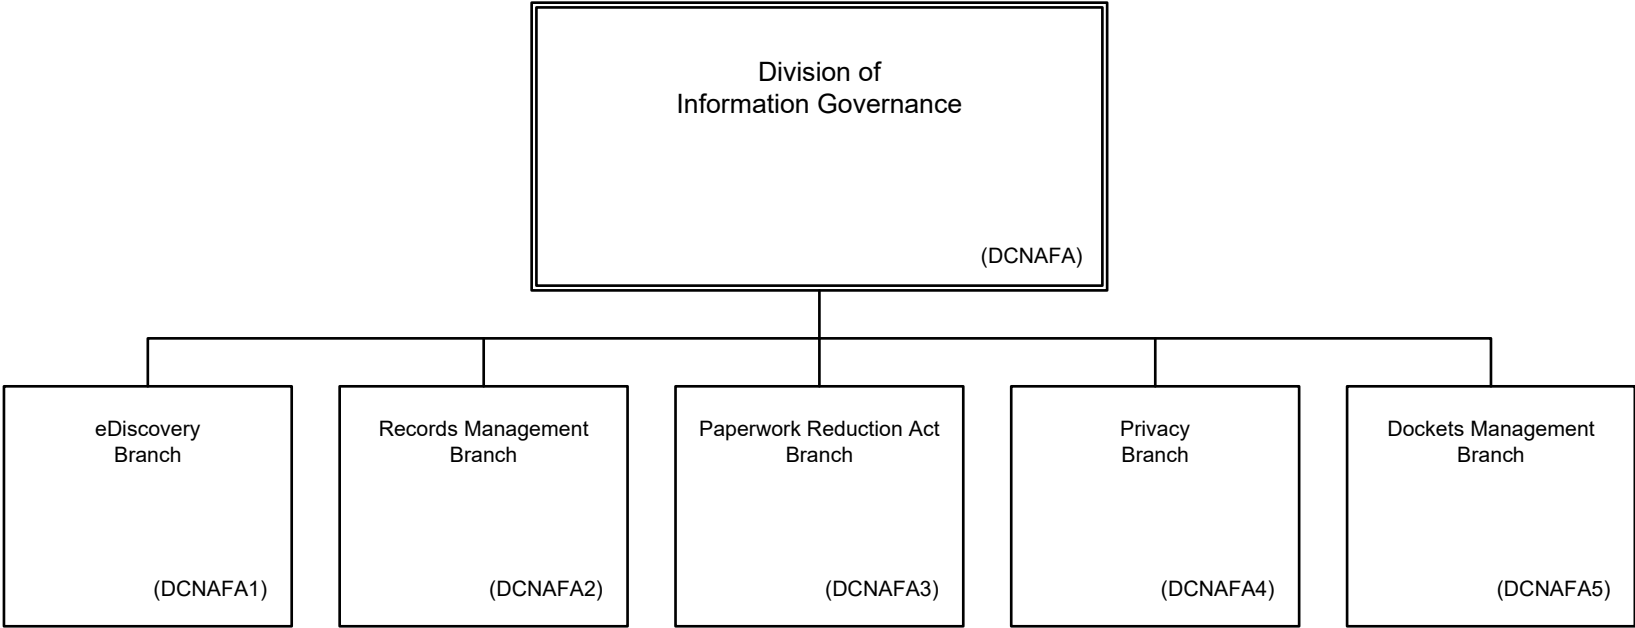 Division of
Information Governance
(DCNAFA)
eDiscovery
Branch
(DCNAFA1)
Records Management
Branch
(DCNAFA2)
Paperwork Reduction Act
Branch
(DCNAFA3)
Privacy
Branch
(DCNAFA4)
Dockets Management
Branch
(DCNAFA5)